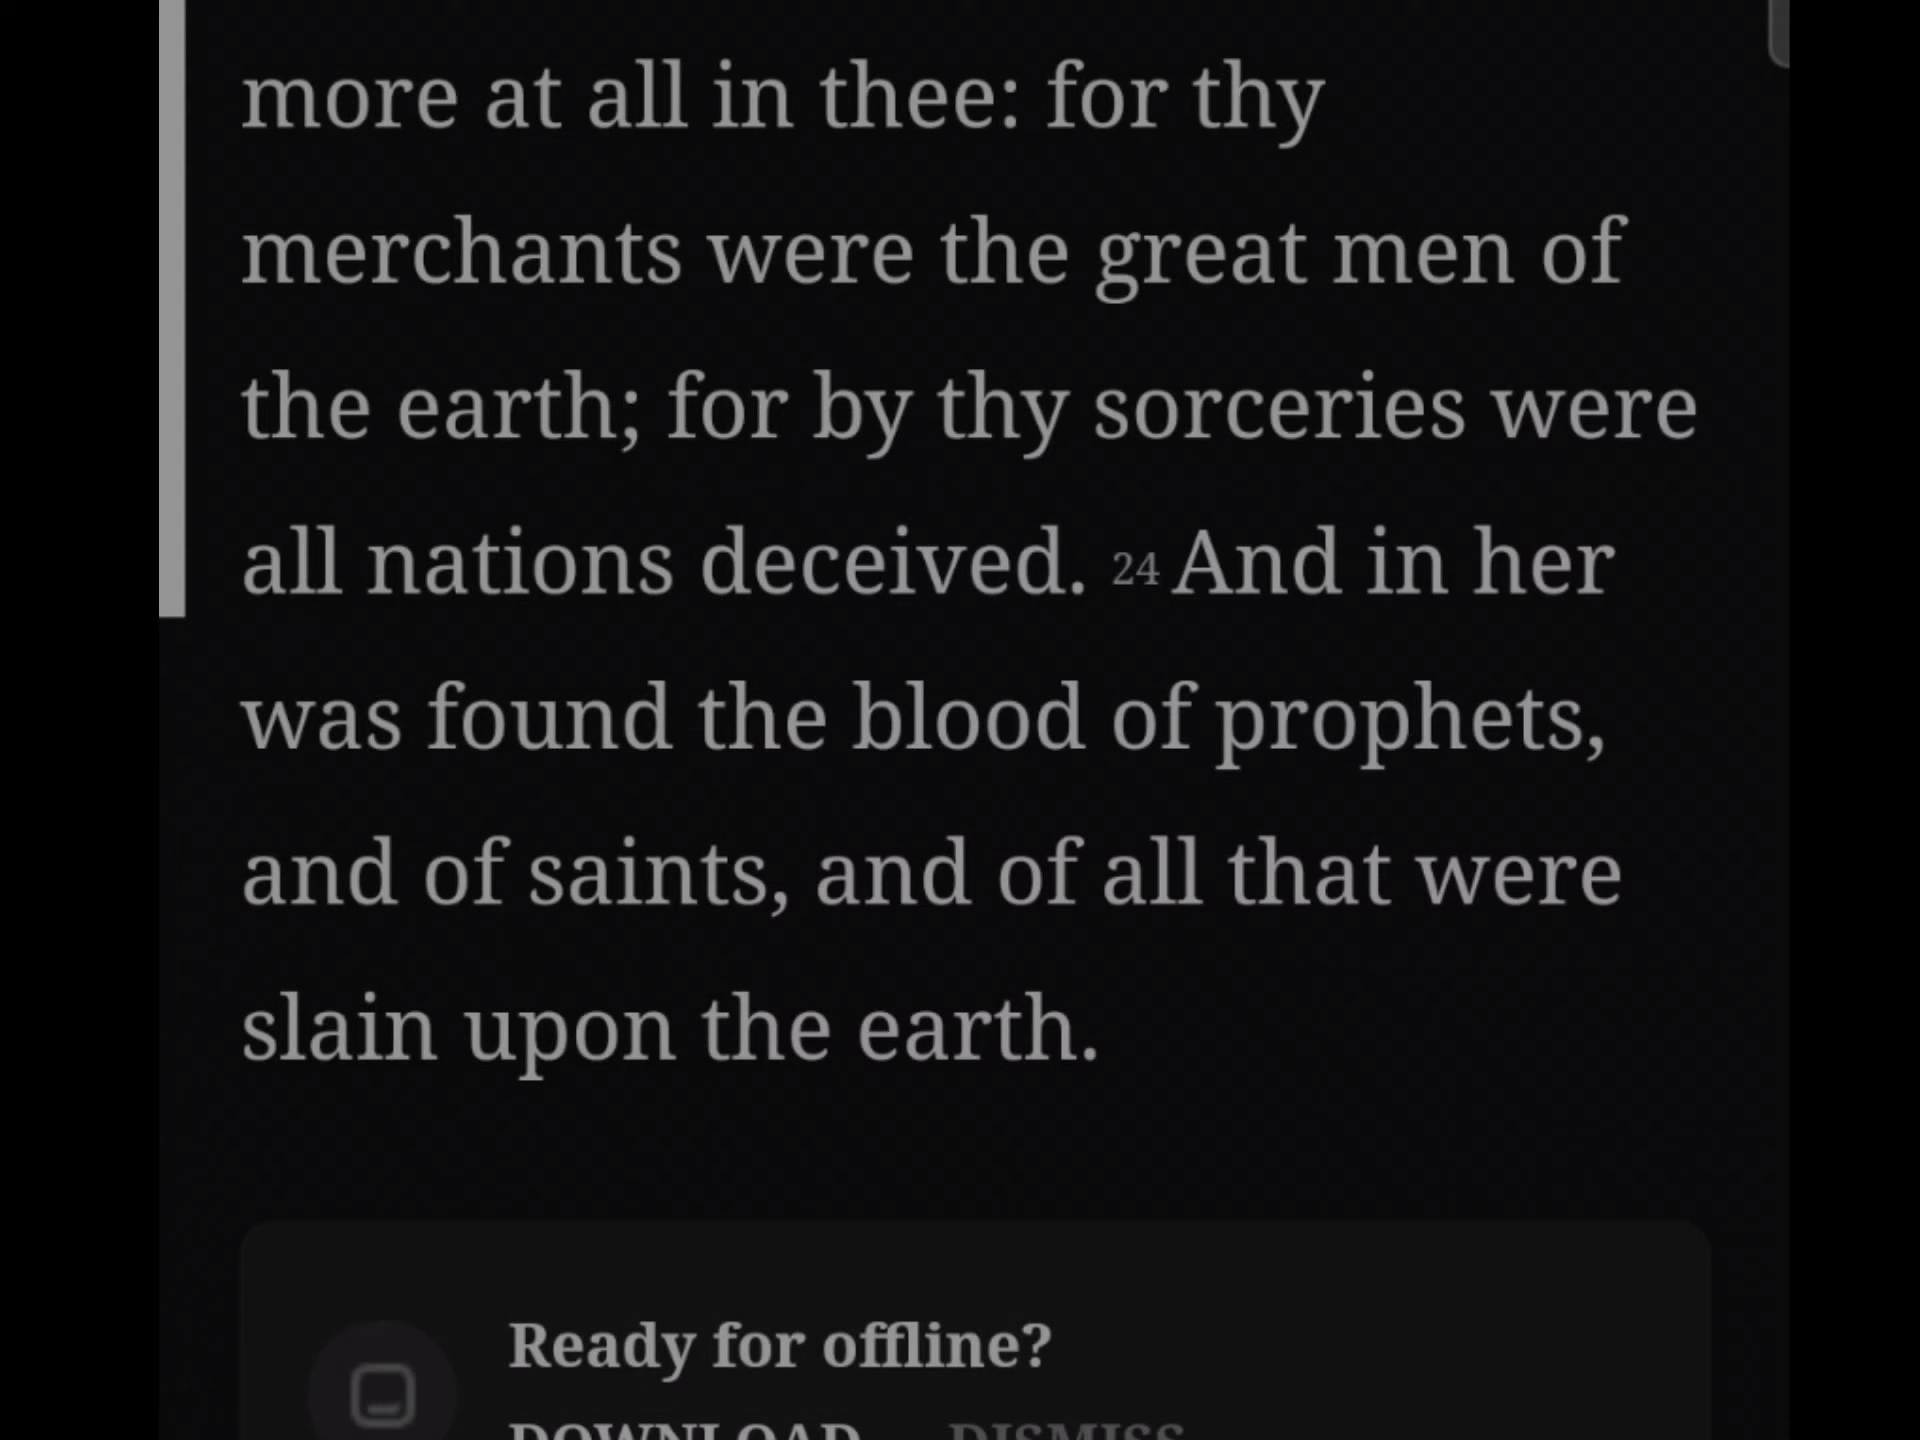 more at all in thee: for thy
merchants were the great men of
the earth; for by thy sorceries were
all nations deceived. 24 And in her
was found the blood of prophets,
and of saints, and of all that were
slain upon the earth.
Ready for offline?
DOWNLOAD DISMISS